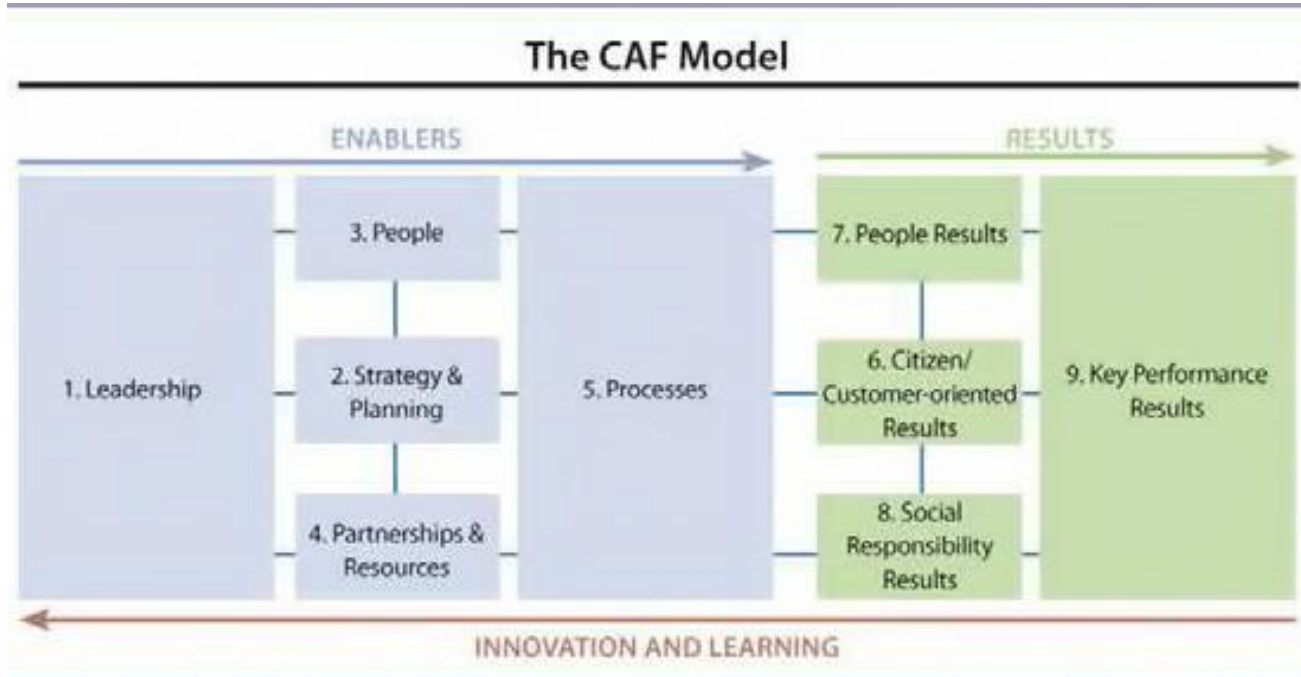 The CAF Model
ENABLERS
RESULTS
1. Leadership
3. People
2. Strategy &
Planning
4. Partnerships &
Resources
5. Processes
7. People Results
6. Citizen/
Customer-oriented
Results
8. Social
Responsibility
Results
9. Key Performance
Results
INNOVATION AND LEARNING